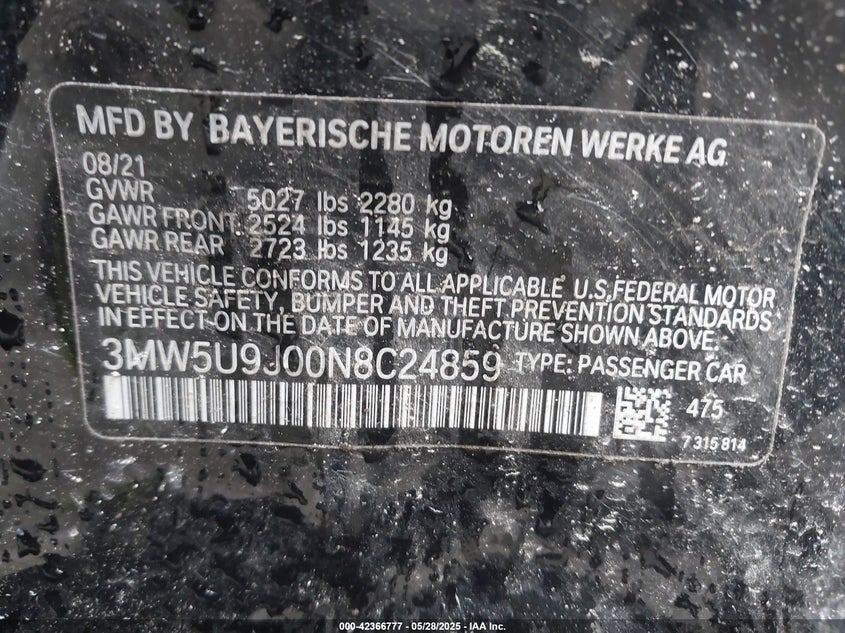 MFD BY BAYERISCHE MOTOREN WERKE AG
08/21
GVWR 5027 lbs 2280 kg
GAWR FRONT: 2524 lbs 1145 kg
GAWR REAR 2723 lbs 1235 kg
THIS VEHICLE CONFORMS TO ALL APPLICABLE U.S.FEDERAL MOTOR
VEHICLE SAFETY, BUMPER AND THEFT PREVENTION STANDARDS
IN EFFECT ON THE DATE OF MANUFACTURE SHOWN ABOVE.
3MW5U9J00N8C24859 TYPE: PASSENGER CAR
475
7 315 814
000-42366777 - 05/28/2025 - IAA Inc.